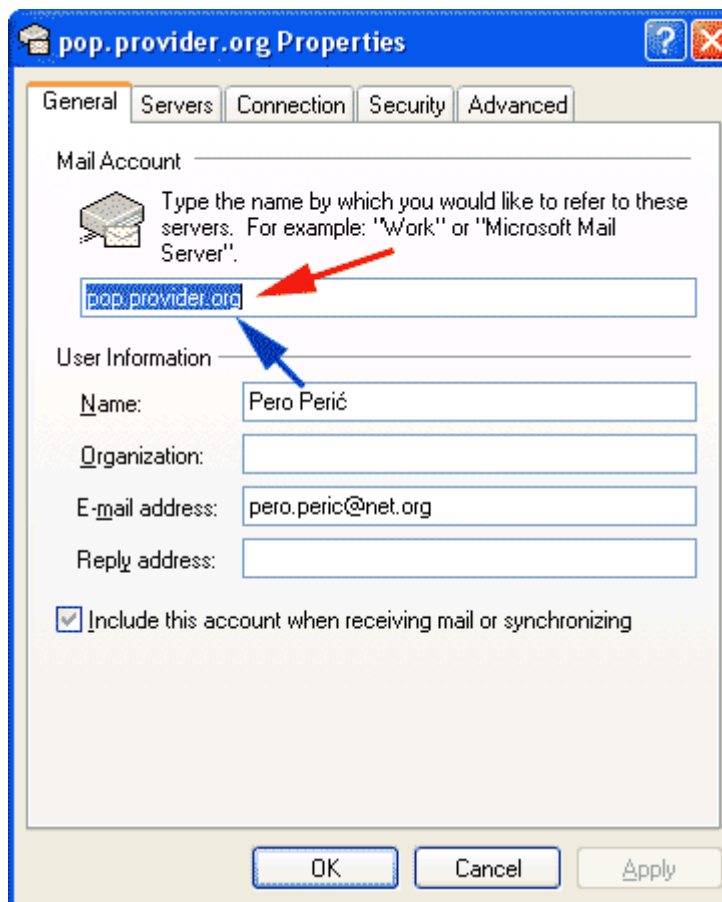 pop.provider.org Properties
General Servers Connection Security Advanced
Mail Account
Type the name by which you would like to refer to these
servers. For example: "Work" or "Microsoft Mail
Server".
pop.provider.org
User Information
Name: Pero Perić
Organization:
E-mail address: pero.peric@net.org
Reply address:
Include this account when receiving mail or synchronizing
OK Cancel Apply